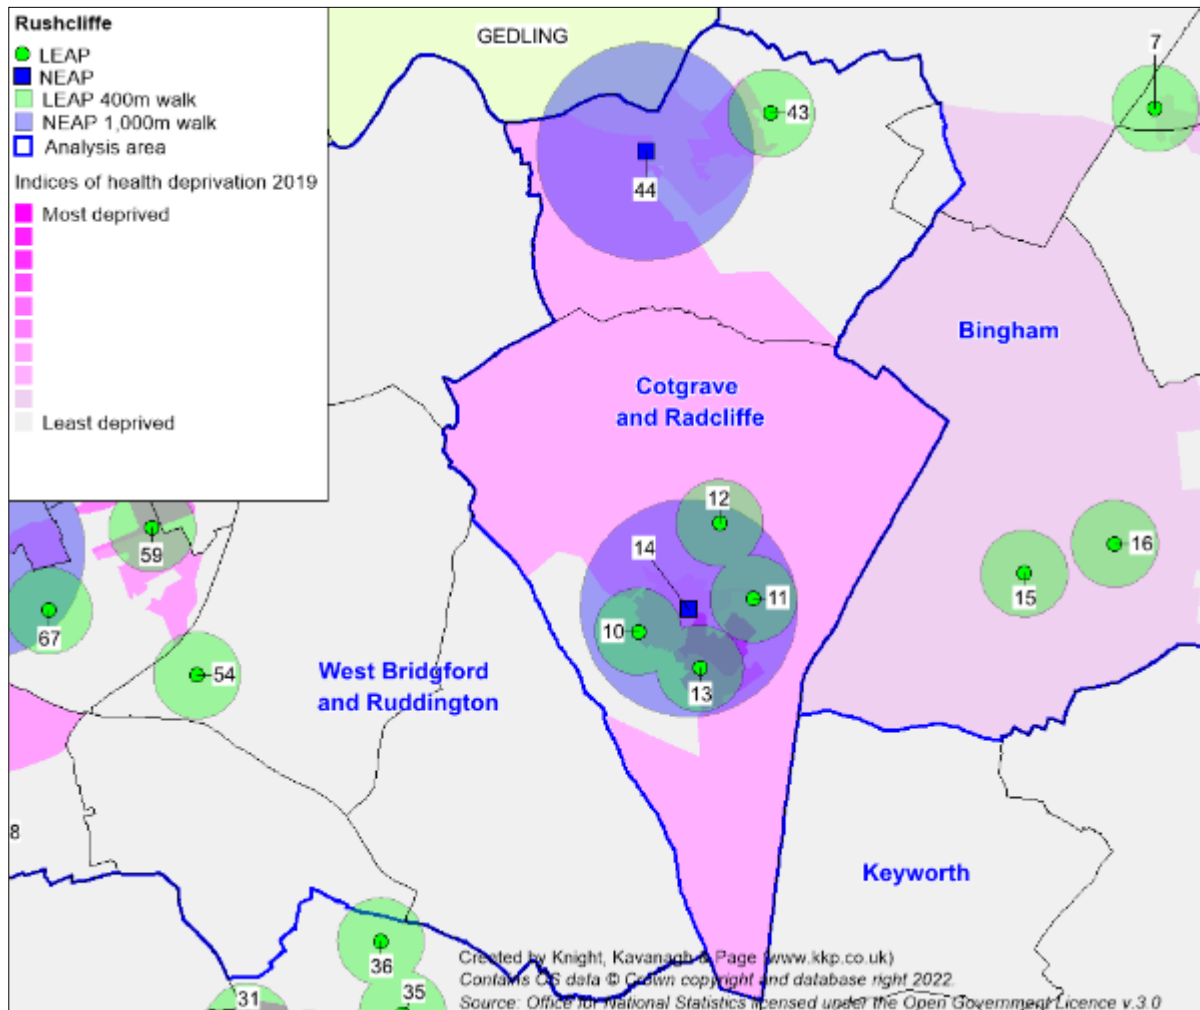 Rushcliffe
LEAP
NEAP
LEAP 400m walk
NEAP 1,000m walk
Analysis area
Indices of health deprivation 2019
Most deprived
Least deprived
GEDLING
7
43
44
Bingham
Cotgrave
and Radcliffe
12
14
59
16
11
15
67
10
54
West Bridgford
and Ruddington
13
8
Keyworth
36
35
31
Created by Knight, Kavanagh & Page (www.kkp.co.uk)
Contains OS data © Crown copyright and database right 2022.
Source: Office for National Statistics licensed under the Open Government Licence v.3.0